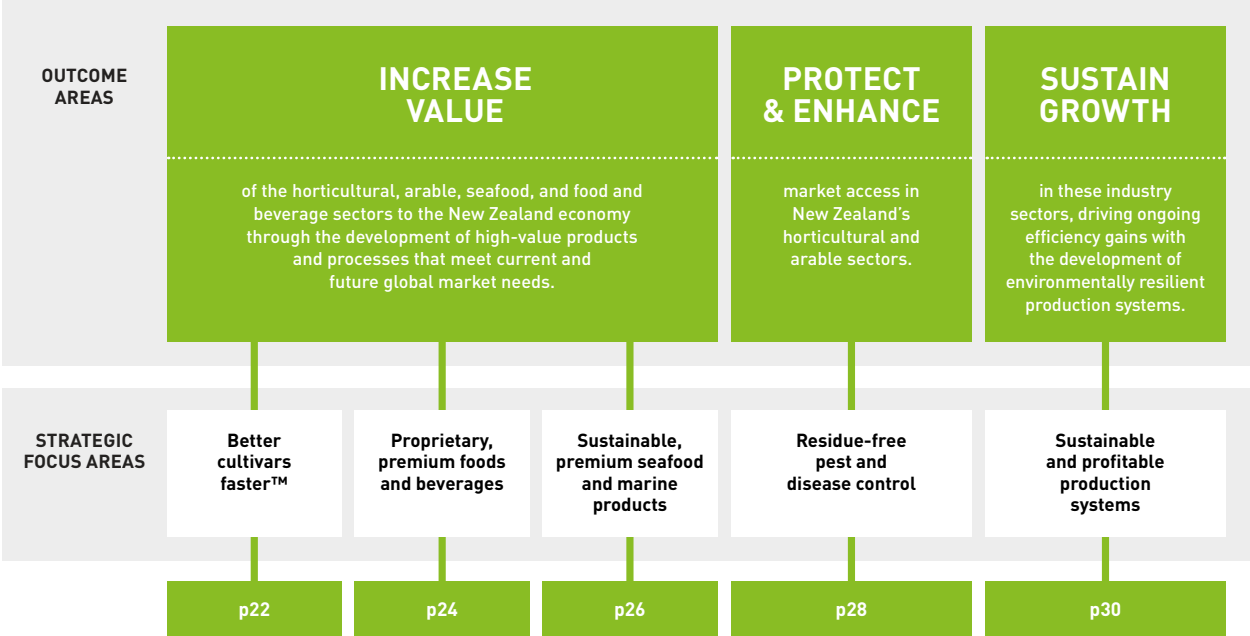 OUTCOME
AREAS
INCREASE
VALUE
of the horticultural, arable, seafood, and food and
beverage sectors to the New Zealand economy
through the development of high-value products
and processes that meet current and
future global market needs.
PROTECT
& ENHANCE
market access in
New Zealand's
horticultural and
arable sectors.
SUSTAIN
GROWTH
in these industry
sectors, driving ongoing
efficiency gains with
the development of
environmentally resilient
production systems.
STRATEGIC
FOCUS AREAS
Better
cultivars
faster™
Proprietary,
premium foods
and beverages
Sustainable,
premium seafood
and marine
products
Residue-free
pest and
disease control
Sustainable
and profitable
production
systems
p22
p24
p26
p28
p30